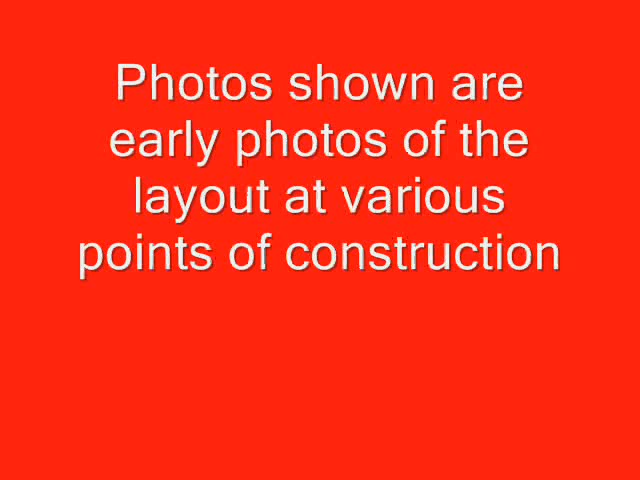 Photos shown are
early photos of the
layout at various
points of construction